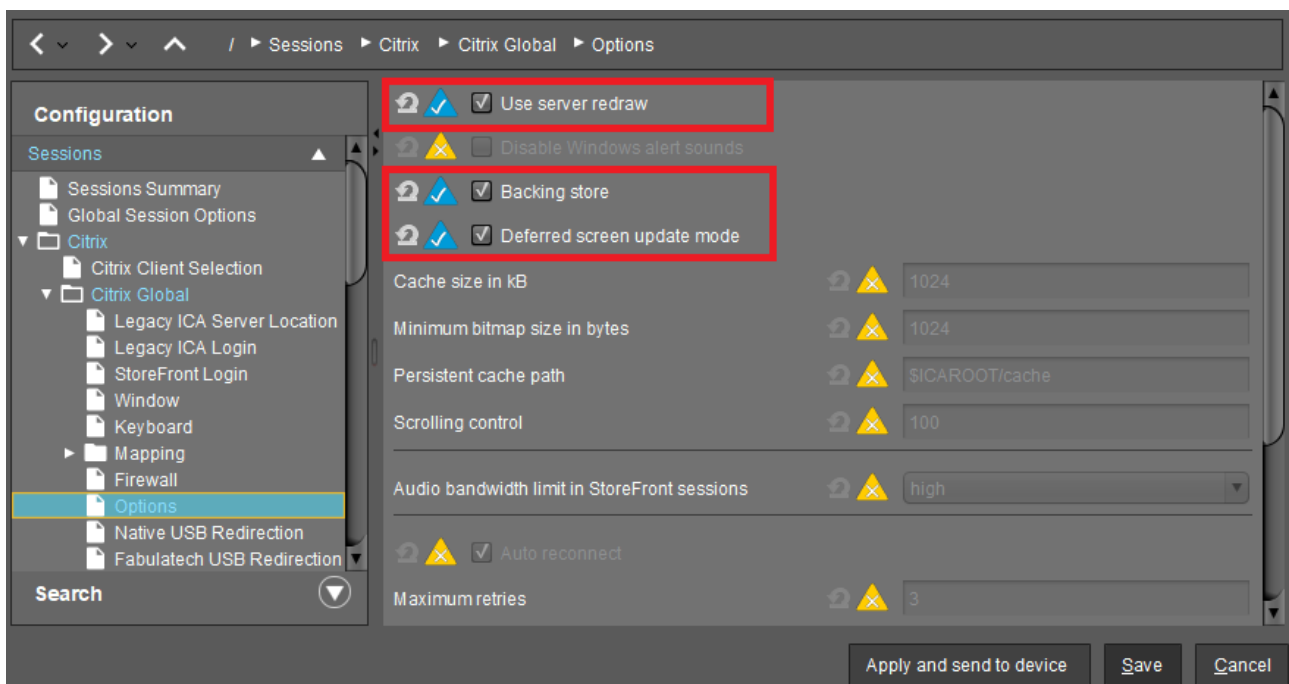 / Sessions Citrix Citrix Global Options
Configuration
Sessions
Sessions Summary
Global Session Options
Citrix
Citrix Client Selection
Citrix Global
Legacy ICA Server Location
Legacy ICA Login
StoreFront Login
Window
Keyboard
Mapping
Firewall
Options
Native USB Redirection
Fabulatech USB Redirection
Search
Use server redraw
Disable Windows alert sounds
Backing store
Deferred screen update mode
Cache size in kB 1024
Minimum bitmap size in bytes 1024
Persistent cache path $ICAROOT/cache
Scrolling control 100
Audio bandwidth limit in StoreFront sessions high
Auto reconnect
Maximum retries 3
Apply and send to device Save Cancel